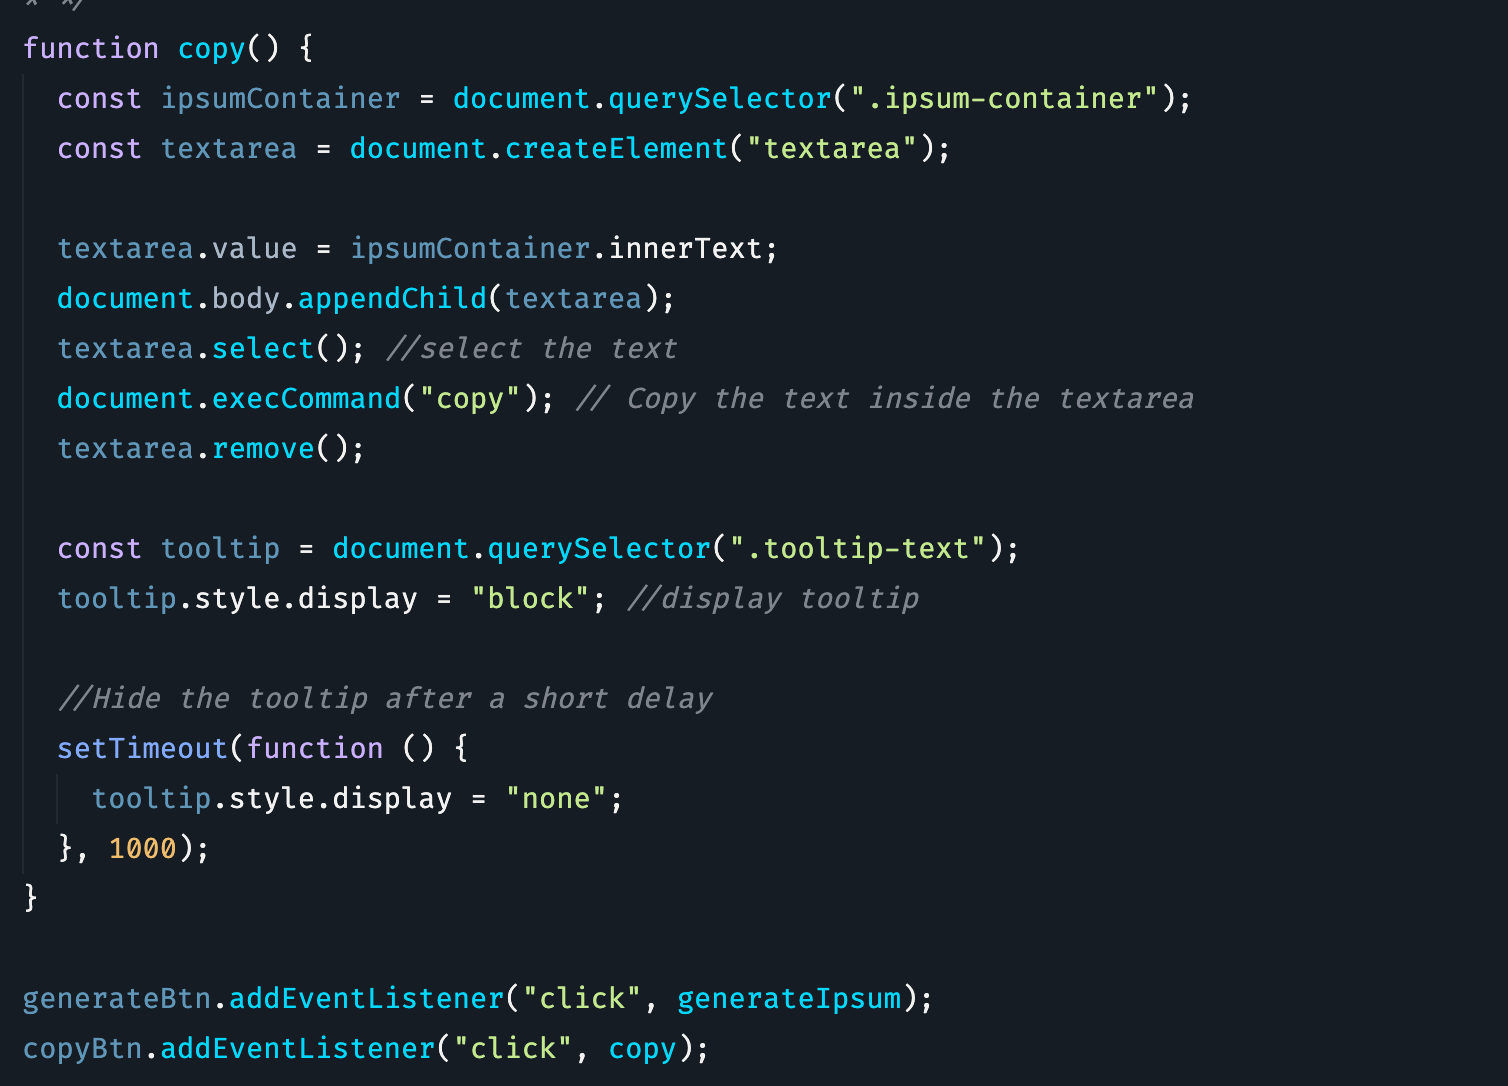 * */
function copy() {
  const ipsumContainer = document.querySelector(".ipsum-container");
  const textarea = document.createElement("textarea");

  textarea.value = ipsumContainer.innerText;
  document.body.appendChild(textarea);
  textarea.select(); //select the text
  document.execCommand("copy"); // Copy the text inside the textarea
  textarea.remove();

  const tooltip = document.querySelector(".tooltip-text");
  tooltip.style.display = "block"; //display tooltip

  //Hide the tooltip after a short delay
  setTimeout(function () {
    tooltip.style.display = "none";
  }, 1000);
}

generateBtn.addEventListener("click", generateIpsum);
copyBtn.addEventListener("click", copy);